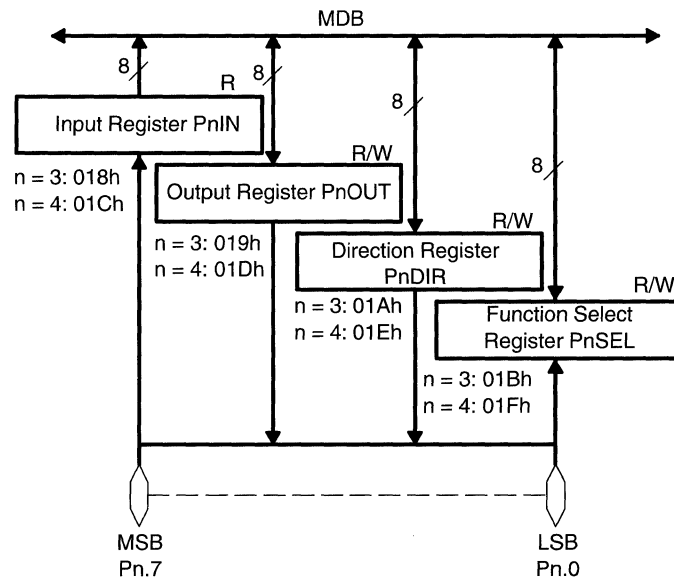 MDB
8
8
8
8
R
Input Register PnIN
n = 3: 018h
n = 4: 01Ch
R/W
Output Register PnOUT
n = 3: 019h
n = 4: 01Dh
R/W
Direction Register
PnDIR
n = 3: 01Ah
n = 4: 01Eh
R/W
Function Select
Register PnSEL
n = 3: 01Bh
n = 4: 01Fh
MSB
Pn.7
LSB
Pn.0